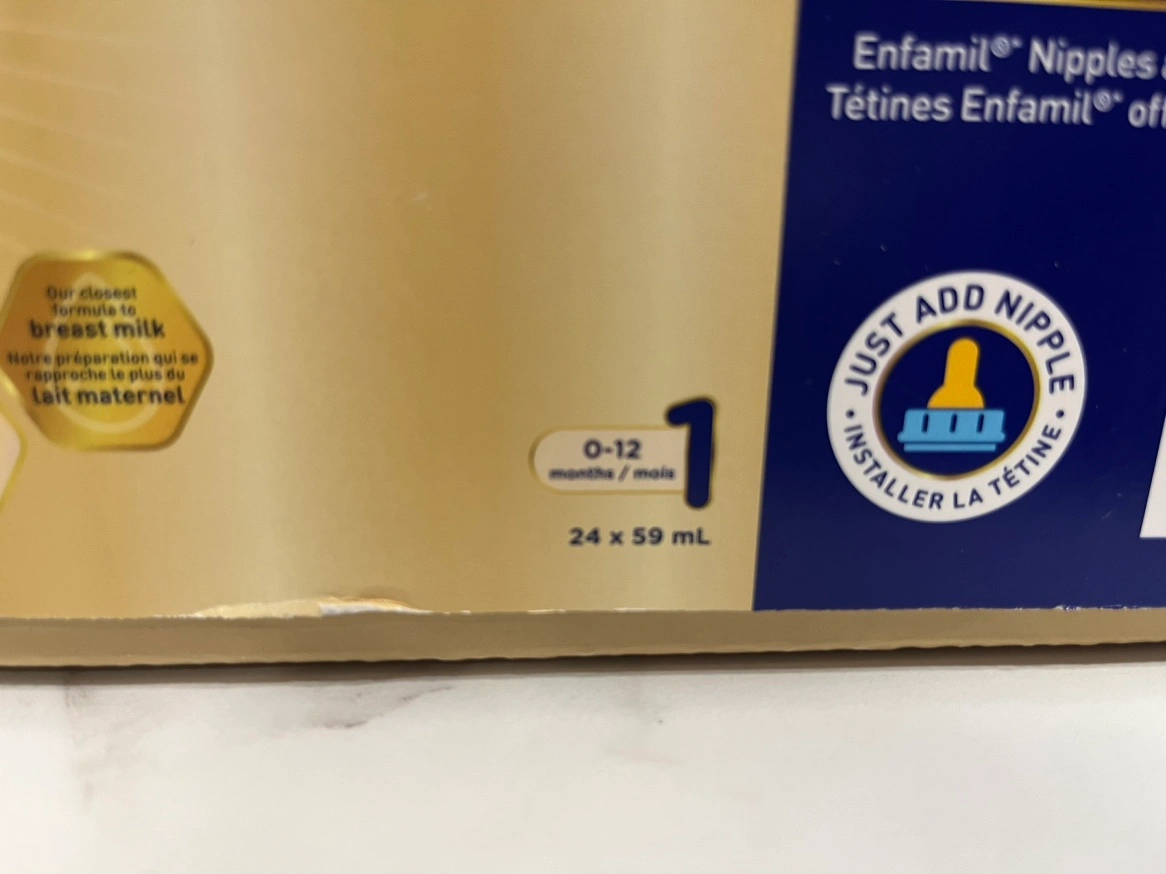 Our closest
formula to
breast milk
Notre préparation qui se
rapproche le plus du
lait maternel
0-12
months / mois
1
24 x 59 mL
Enfamil®* Nipples
Tétines Enfamil®*
JUST ADD NIPPLE
• INSTALLER LA TÉTINE •